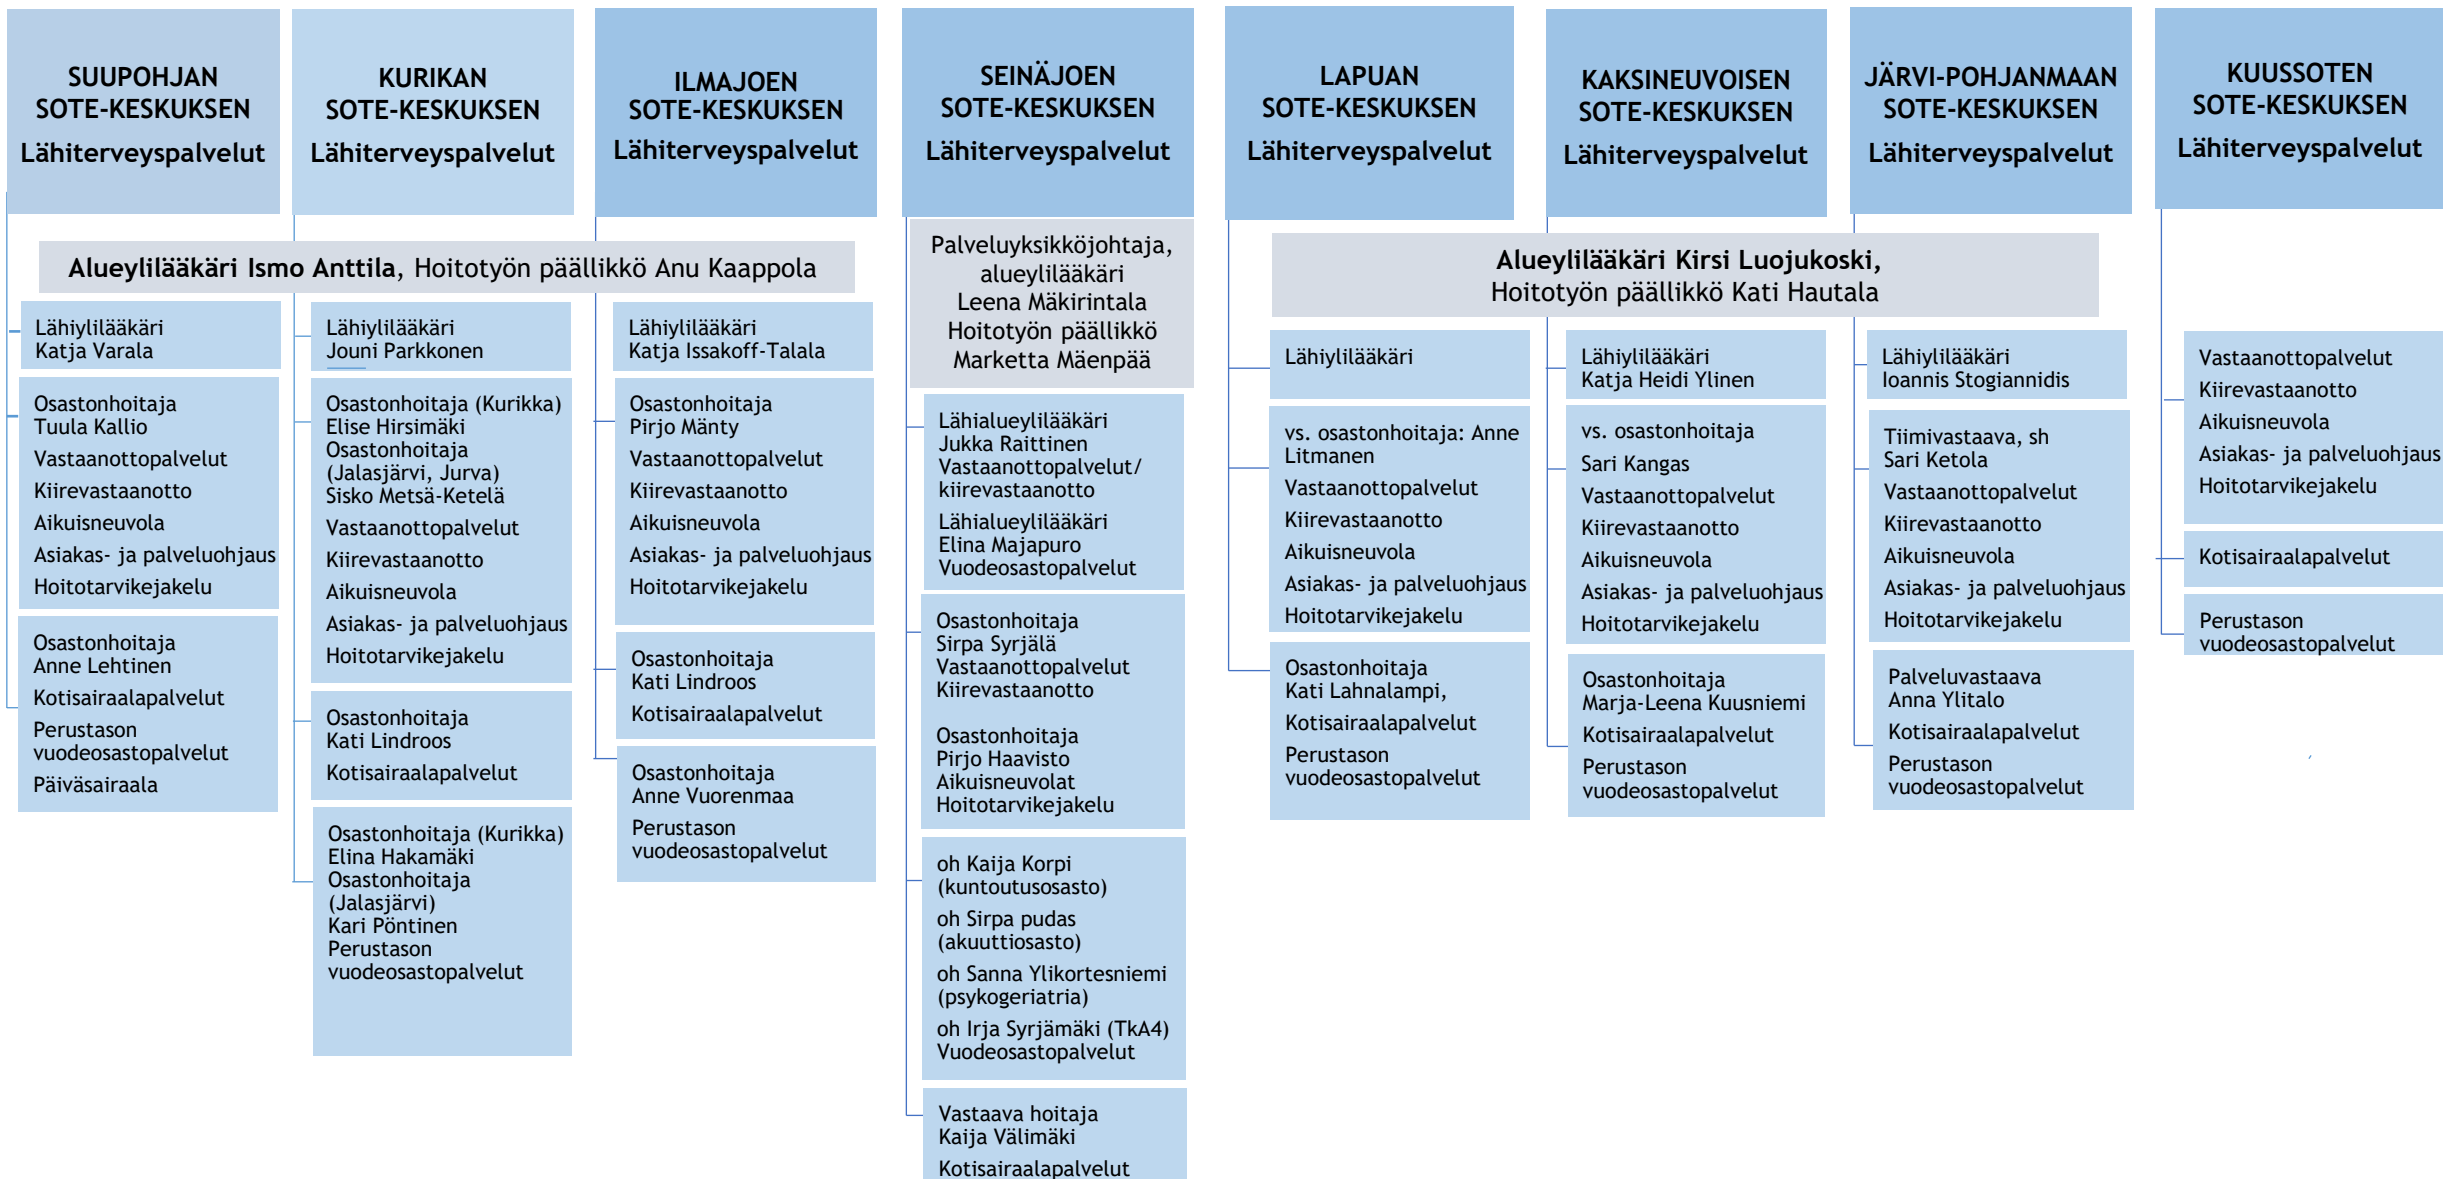 SUUPOHJAN
SOTE-KESKUKSEN
Lähiterveyspalvelut
KURIKAN
SOTE-KESKUKSEN
Lähiterveyspalvelut
ILMAJOEN
SOTE-KESKUKSEN
Lähiterveyspalvelut
SEINÄJOEN
SOTE-KESKUKSEN
Lähiterveyspalvelut
LAPUAN
SOTE-KESKUKSEN
Lähiterveyspalvelut
KAKSINEUVOISEN
SOTE-KESKUKSEN
Lähiterveyspalvelut
JÄRVI-POHJANMAAN
SOTE-KESKUKSEN
Lähiterveyspalvelut
KUUSSOTEN
SOTE-KESKUKSEN
Lähiterveyspalvelut
Alueylilääkäri Ismo Anttila, Hoitotyön päällikkö Anu Kaappola
Palveluyksikköjohtaja,
alueylilääkäri
Leena Mäkirintala
Hoitotyön päällikkö
Marketta Mäenpää
Alueylilääkäri Kirsi Luojukoski,
Hoitotyön päällikkö Kati Hautala
Lähiylilääkäri
Katja Varala
Osastonhoitaja
Tuula Kallio
Vastaanottopalvelut
Kiirevastaanotto
Aikuisneuvola
Asiakas- ja palveluohjaus
Hoitotarvikejakelu
Osastonhoitaja
Anne Lehtinen
Kotisairaalapalvelut
Perustason
vuodeosastopalvelut
Päiväsairaala
Lähiylilääkäri
Jouni Parkkonen
Osastonhoitaja (Kurikka)
Elise Hirsimäki
Osastonhoitaja
(Jalasjärvi, Jurva)
Sisko Metsä-Ketelä
Vastaanottopalvelut
Kiirevastaanotto
Aikuisneuvola
Asiakas- ja palveluohjaus
Hoitotarvikejakelu
Osastonhoitaja
Kati Lindroos
Kotisairaalapalvelut
Osastonhoitaja (Kurikka)
Elina Hakamäki
Osastonhoitaja
(Jalasjärvi)
Kari Pöntinen
Perustason
vuodeosastopalvelut
Lähiylilääkäri
Katja Issakoff-Talala
Osastonhoitaja
Pirjo Mänty
Vastaanottopalvelut
Kiirevastaanotto
Aikuisneuvola
Asiakas- ja palveluohjaus
Hoitotarvikejakelu
Osastonhoitaja
Kati Lindroos
Kotisairaalapalvelut
Osastonhoitaja
Anne Vuorenmaa
Perustason
vuodeosastopalvelut
Lähialueylilääkäri
Jukka Raittinen
Vastaanottopalvelut/
kiirevastaanotto
Lähialueylilääkäri
Elina Majapuro
Vuodeosastopalvelut
Osastonhoitaja
Sirpa Syrjälä
Vastaanottopalvelut
Kiirevastaanotto
Osastonhoitaja
Pirjo Haavisto
Aikuisneuvolat
Hoitotarvikejakelu
oh Kaija Korpi
(kuntoutusosasto)
oh Sirpa pudas
(akuuttiosasto)
oh Sanna Ylikortesniemi
(psykogeriatria)
oh Irja Syrjämäki (TkA4)
Vuodeosastopalvelut
Vastaava hoitaja
Kaija Välimäki
Kotisairaalapalvelut
Lähiylilääkäri
vs. osastonhoitaja: Anne
Litmanen
Vastaanottopalvelut
Kiirevastaanotto
Aikuisneuvola
Asiakas- ja palveluohjaus
Hoitotarvikejakelu
Osastonhoitaja
Kati Lahnalampi,
Kotisairaalapalvelut
Perustason
vuodeosastopalvelut
Lähiylilääkäri
Katja Heidi Ylinen
vs. osastonhoitaja
Sari Kangas
Vastaanottopalvelut
Kiirevastaanotto
Aikuisneuvola
Asiakas- ja palveluohjaus
Hoitotarvikejakelu
Osastonhoitaja
Marja-Leena Kuusniemi
Kotisairaalapalvelut
Perustason
vuodeosastopalvelut
Lähiylilääkäri
Ioannis Stogiannidis
Tiimivastaava, sh
Sari Ketola
Vastaanottopalvelut
Kiirevastaanotto
Aikuisneuvola
Asiakas- ja palveluohjaus
Hoitotarvikejakelu
Palveluvastaava
Anna Ylitalo
Kotisairaalapalvelut
Perustason
vuodeosastopalvelut
Vastaanottopalvelut
Kiirevastaanotto
Aikuisneuvola
Asiakas- ja palveluohjaus
Hoitotarvikejakelu
Kotisairaalapalvelut
Perustason
vuodeosastopalvelut